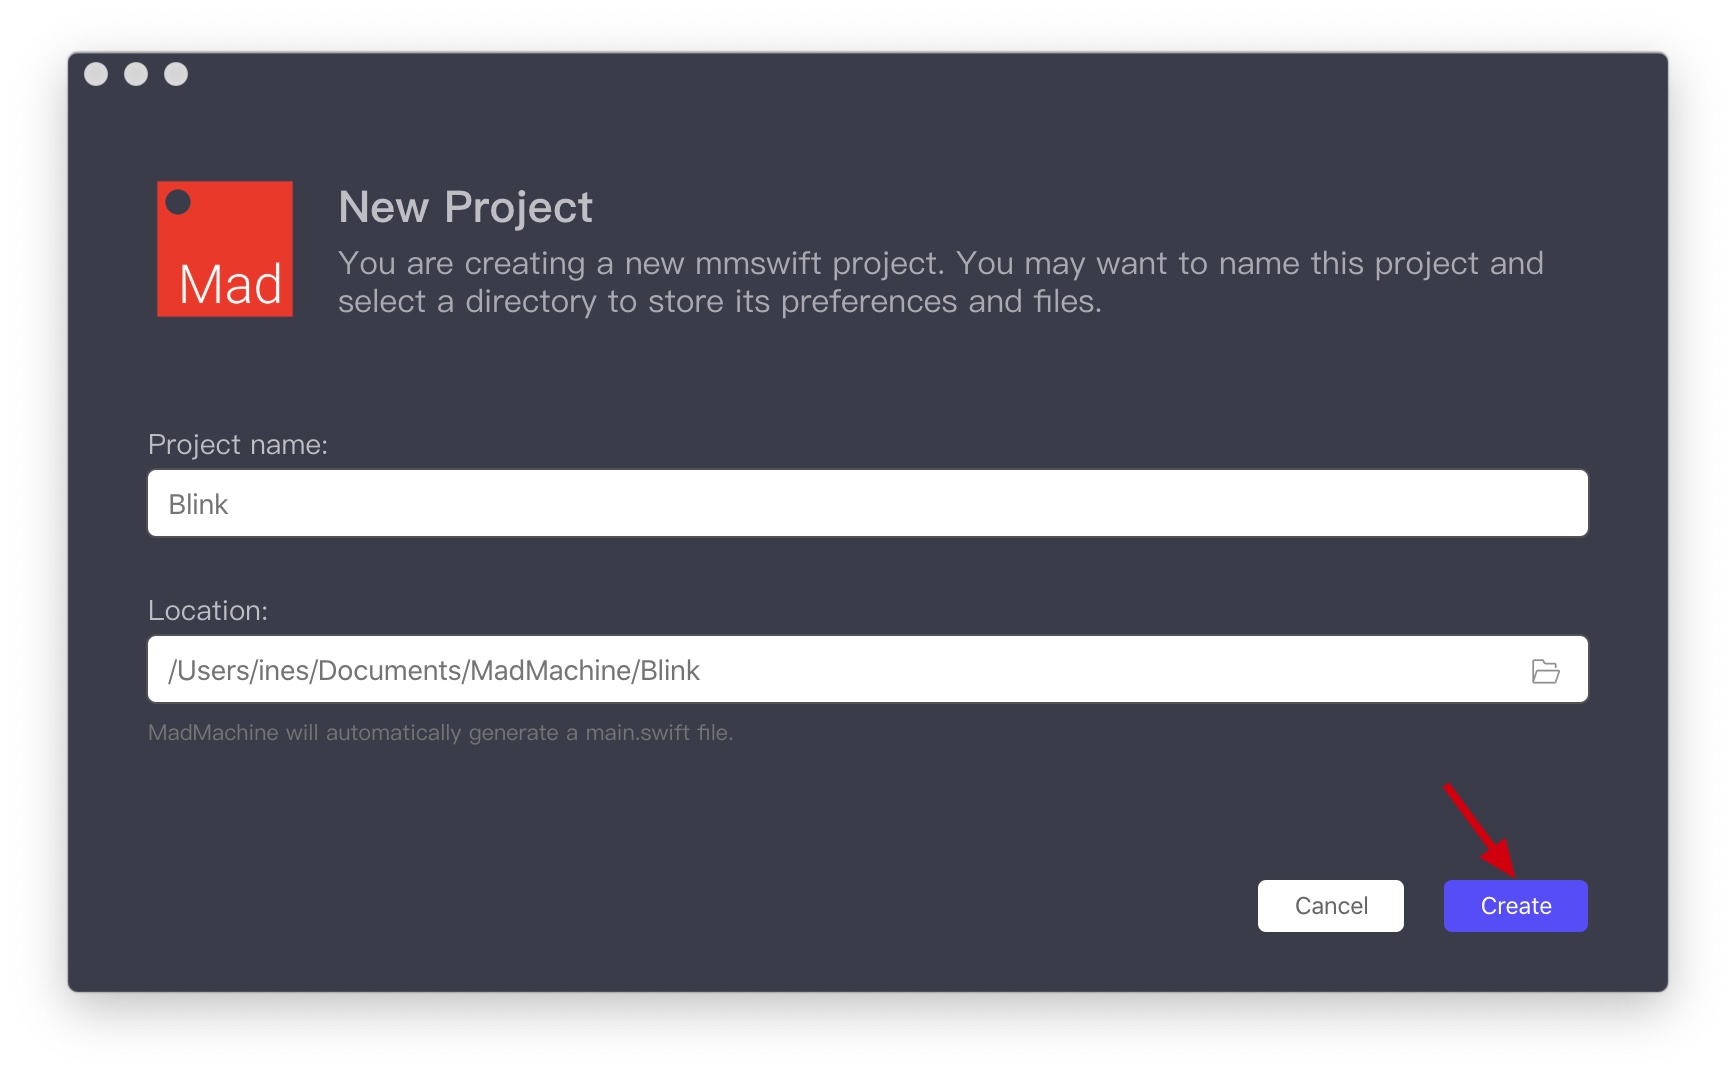 Mad
New Project
You are creating a new mmswift project. You may want to name this project and
select a directory to store its preferences and files.
Project name:
Blink
Location:
/Users/ines/Documents/MadMachine/Blink
MadMachine will automatically generate a main.swift file.
Cancel
Create